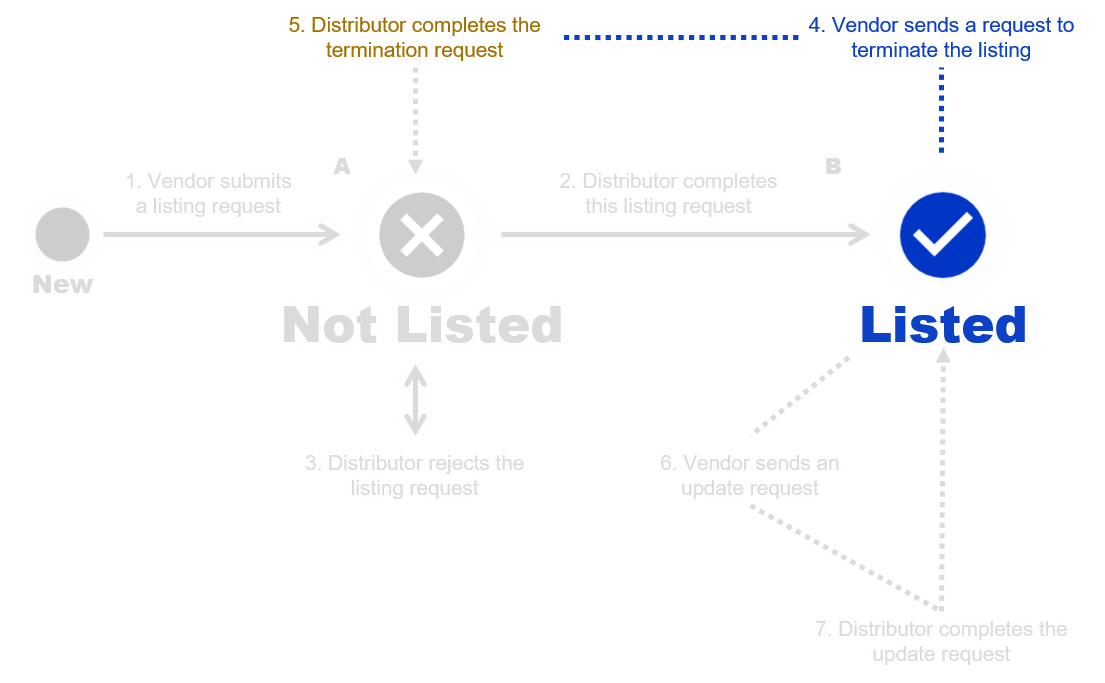 5. Distributor completes the
termination request
4. Vendor sends a request to
terminate the listing
A
B
1. Vendor submits
a listing request
2. Distributor completes
this listing request
New
Not Listed
Listed
3. Distributor rejects the
listing request
6. Vendor sends an
update request
7. Distributor completes the
update request